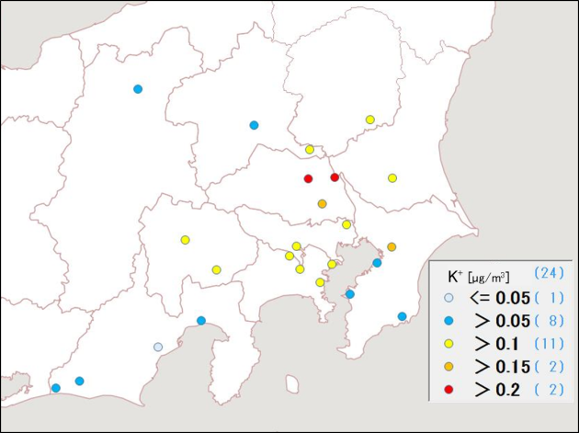 K⁺ [μg/m³] (24)
<= 0.05 ( 1)
> 0.05 ( 8)
> 0.1 (11)
> 0.15 ( 2)
> 0.2 ( 2)